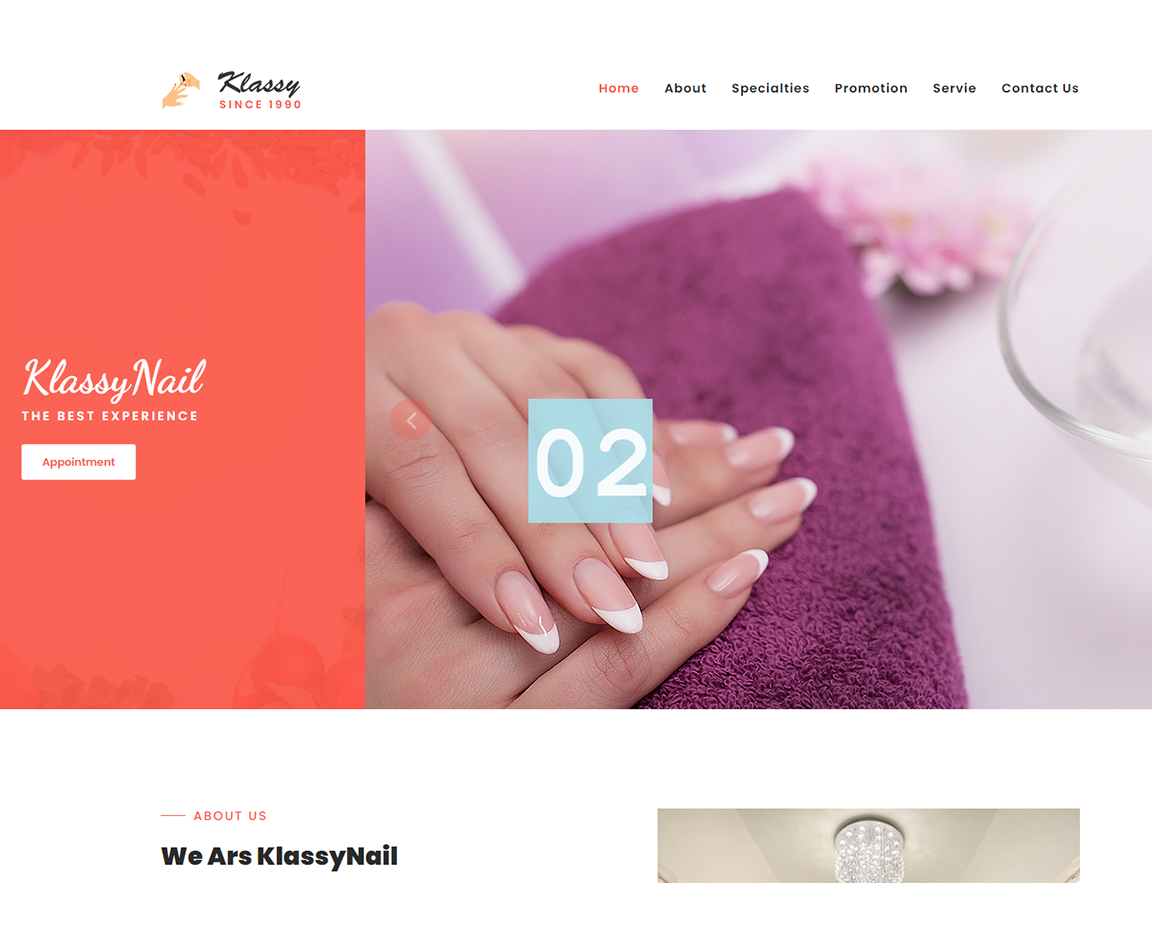 Klassy
SINCE 1990
Home About Specialties Promotion Servie Contact Us
KlassyNail
THE BEST EXPERIENCE
Appointment
02
ABOUT US
We Ars KlassyNail